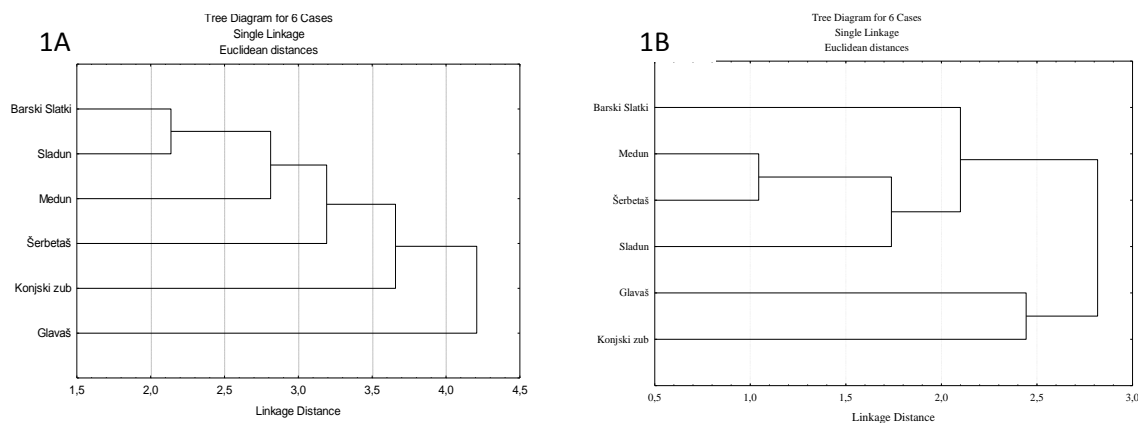 1A
Tree Diagram for 6 Cases
Single Linkage
Euclidean distances
Barski Slatki
Sladun
Medun
Šerbetaš
Konjski zub
Glavaš
1,5 2,0 2,5 3,0 3,5 4,0 4,5
Linkage Distance
1B
Tree Diagram for 6 Cases
Single Linkage
Euclidean distances
Barski Slatki
Medun
Šerbetaš
Sladun
Glavaš
Konjski zub
0,5 1,0 1,5 2,0 2,5 3,0
Linkage Distance